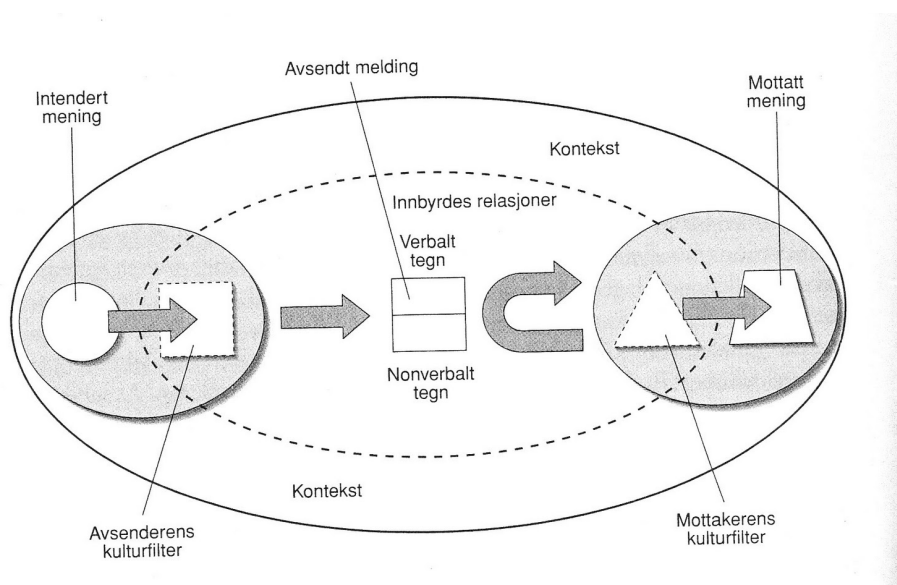 Avsendt melding
Intendert
mening
Mottatt
mening
Kontekst
Innbyrdes relasjoner
Verbalt
tegn
Nonverbalt
tegn
Kontekst
Avsenderens
kulturfilter
Mottakerens
kulturfilter